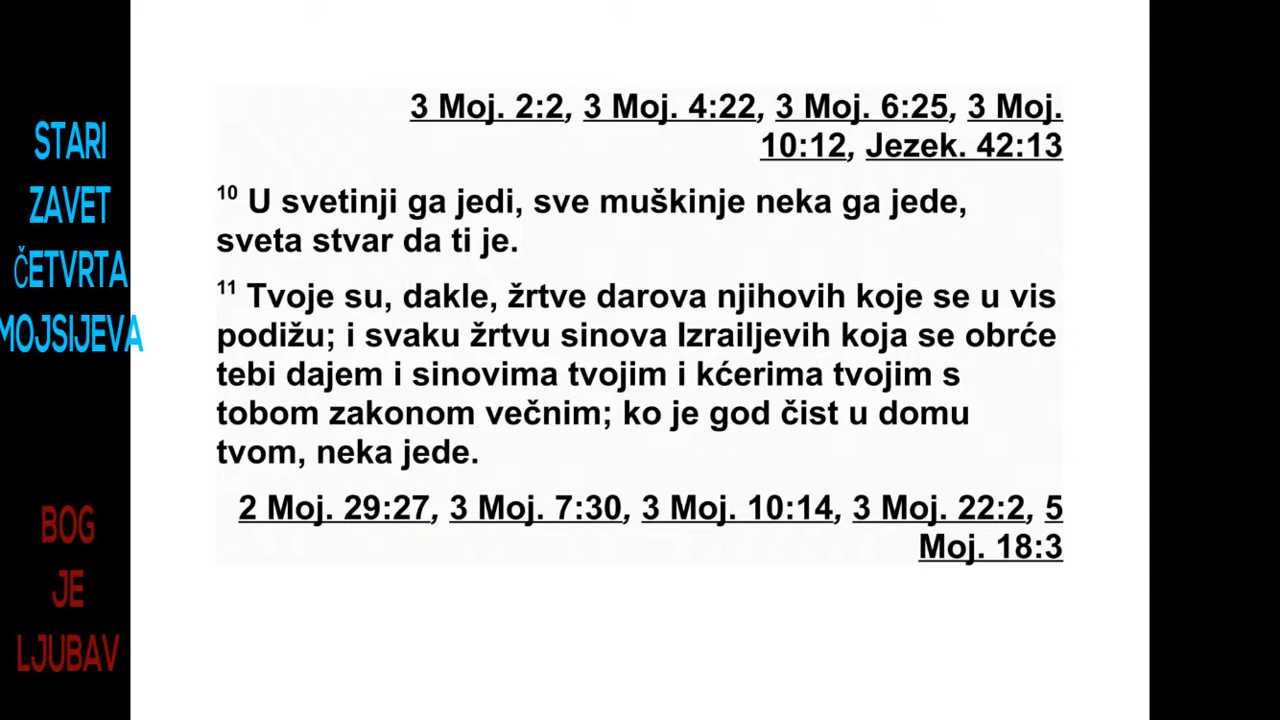 STARI
ZAVET
ČETVRTA
MOJSIJEVA
BOG
JE
LJUBAV
3 Moj. 2:2, 3 Moj. 4:22, 3 Moj. 6:25, 3 Moj.
10:12, Jezek. 42:13
10 U svetinji ga jedi, sve muškinje neka ga jede,
sveta stvar da ti je.
11 Tvoje su, dakle, žrtve darova njihovih koje se u vis
podižu; i svaku žrtvu sinova Izrailjevih koja se obrće
tebi dajem i sinovima tvojim i kćerima tvojim s
tobom zakonom večnim; ko je god čist u domu
tvom, neka jede.
2 Moj. 29:27, 3 Moj. 7:30, 3 Moj. 10:14, 3 Moj. 22:2, 5
Moj. 18:3